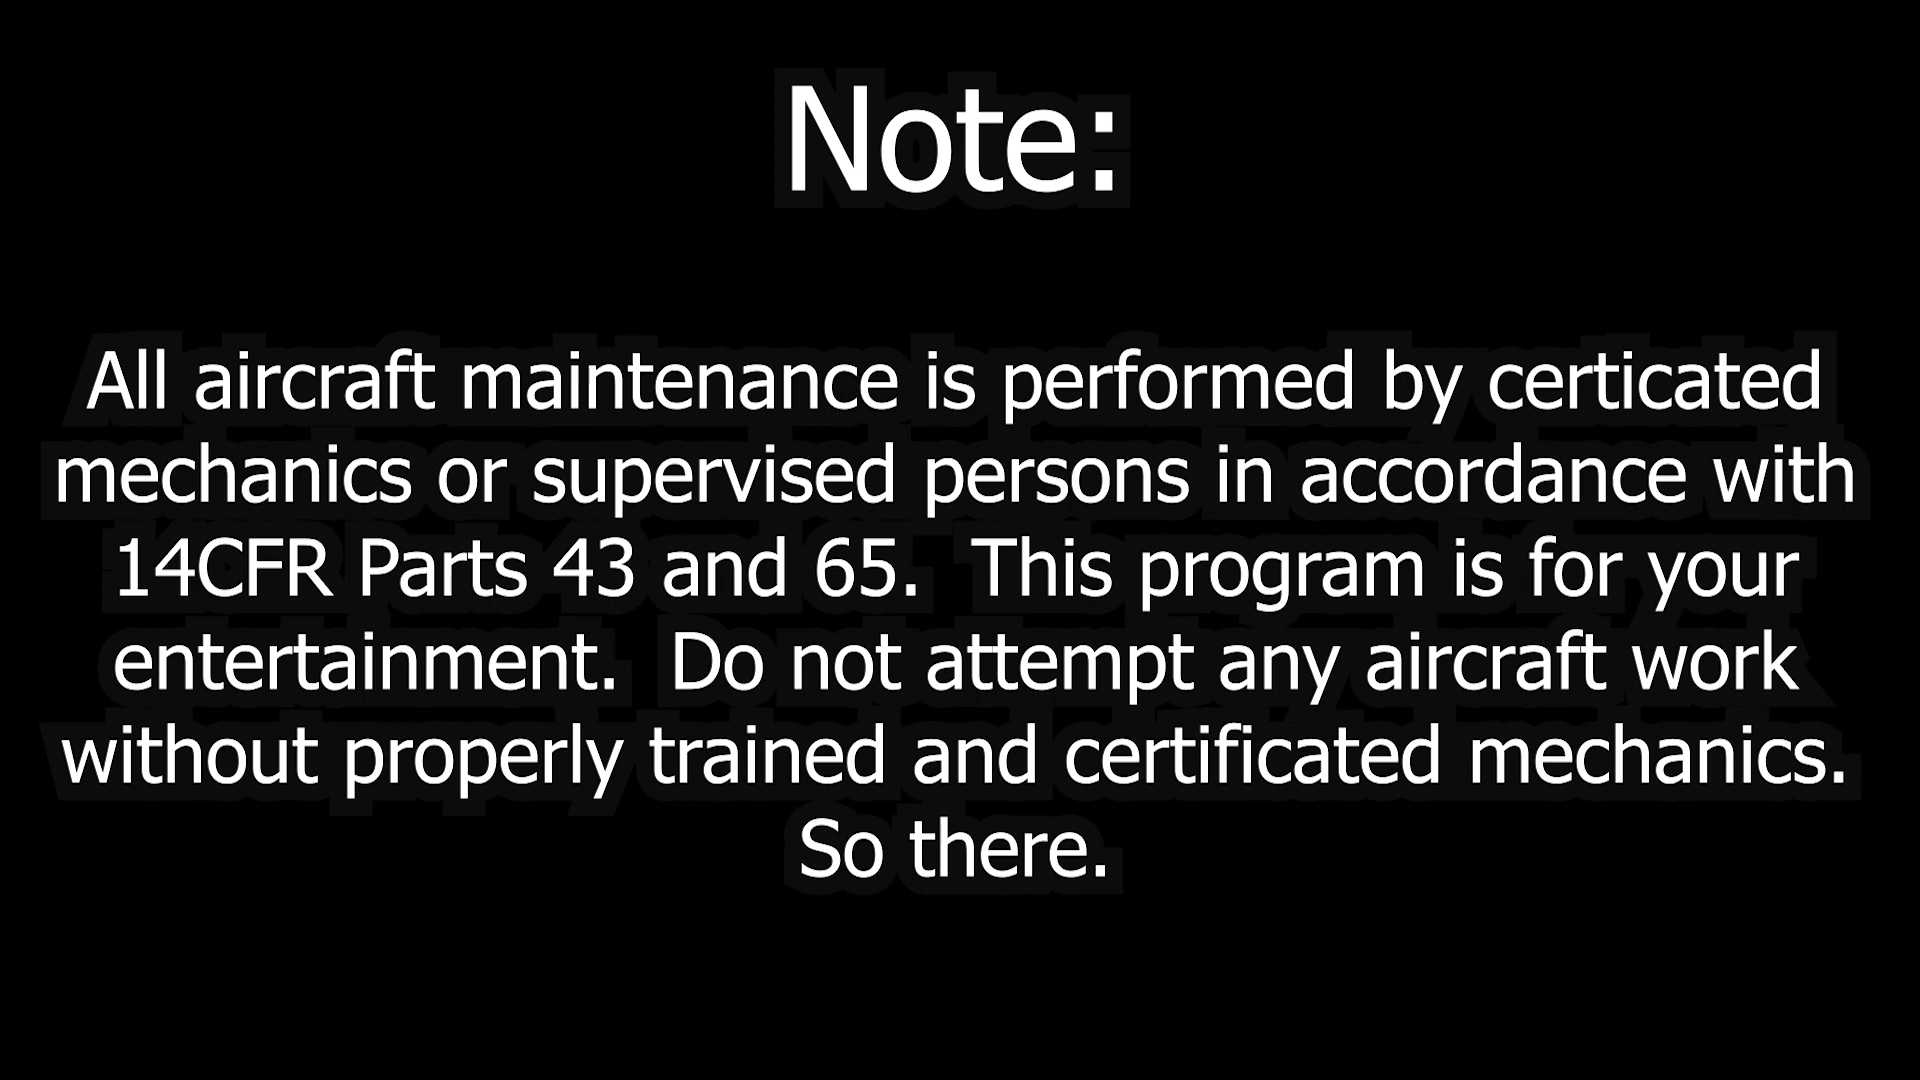 Note:
All aircraft maintenance is performed by certicated
mechanics or supervised persons in accordance with
14CFR Parts 43 and 65.  This program is for your
entertainment.  Do not attempt any aircraft work
without properly trained and certificated mechanics.
So there.